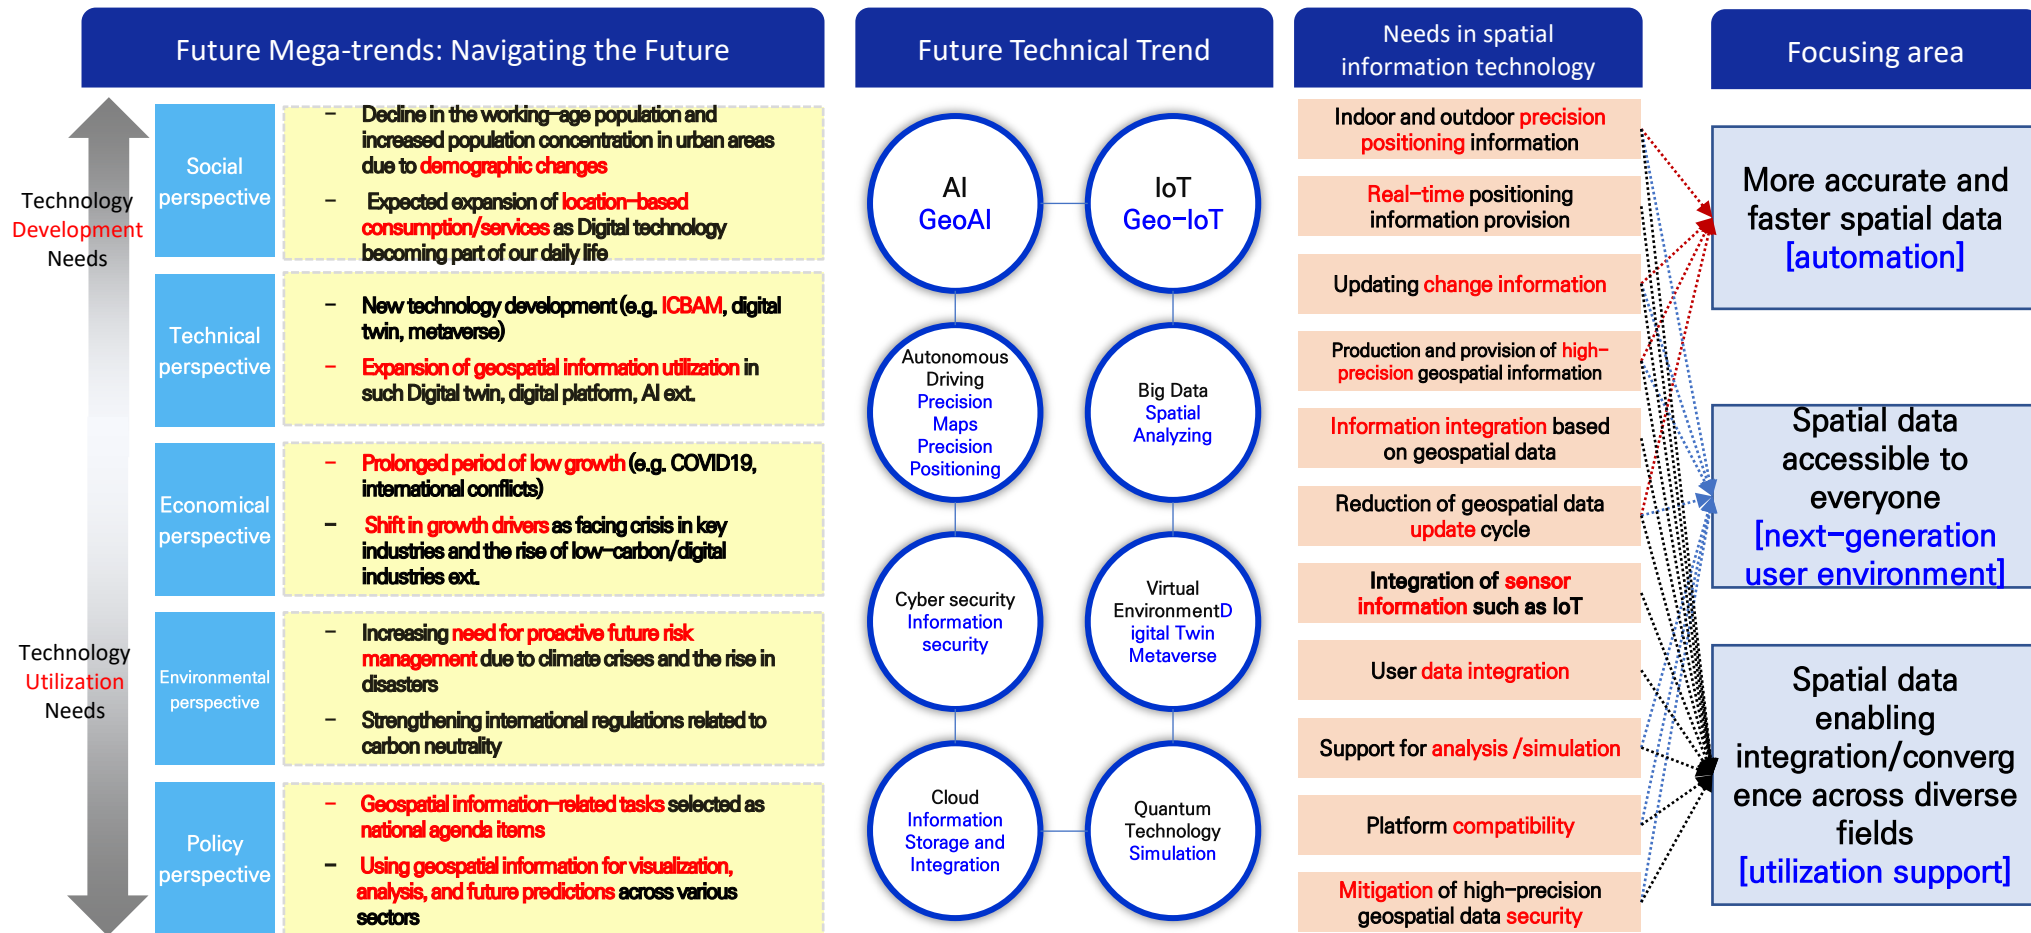 Future Mega-trends: Navigating the Future
Technology
Development
Needs
Technology
Utilization
Needs
Social
perspective
– Decline in the working-age population and
increased population concentration in urban areas
due to demographic changes
– Expected expansion of location-based
consumption/services as Digital technology
becoming part of our daily life
Technical
perspective
– New technology development (e.g. ICBAM, digital
twin, metaverse)
– Expansion of geospatial information utilization in
such Digital twin, digital platform, AI ext.
Economical
perspective
– Prolonged period of low growth (e.g. COVID19,
international conflicts)
– Shift in growth drivers as facing crisis in key
industries and the rise of low-carbon/digital
industries ext.
Environmental
perspective
– Increasing need for proactive future risk
management due to climate crises and the rise in
disasters
– Strengthening international regulations related to
carbon neutrality
Policy
perspective
– Geospatial information-related tasks selected as
national agenda items
– Using geospatial information for visualization,
analysis, and future predictions across various
sectors
Future Technical Trend
AI
GeoAI
IoT
Geo-IoT
Autonomous
Driving
Precision
Maps
Precision
Positioning
Big Data
Spatial
Analyzing
Cyber security
Information
security
Virtual
EnvironmentD
igital Twin
Metaverse
Cloud
Information
Storage and
Integration
Quantum
Technology
Simulation
Needs in spatial
information technology
Indoor and outdoor precision
positioning information
Real-time positioning
information provision
Updating change information
Production and provision of high-
precision geospatial information
Information integration based
on geospatial data
Reduction of geospatial data
update cycle
Integration of sensor
information such as IoT
User data integration
Support for analysis /simulation
Platform compatibility
Mitigation of high-precision
geospatial data security
Focusing area
More accurate and
faster spatial data
[automation]
Spatial data
accessible to
everyone
[next-generation
user environment]
Spatial data
enabling
integration/converg
ence across diverse
fields
[utilization support]